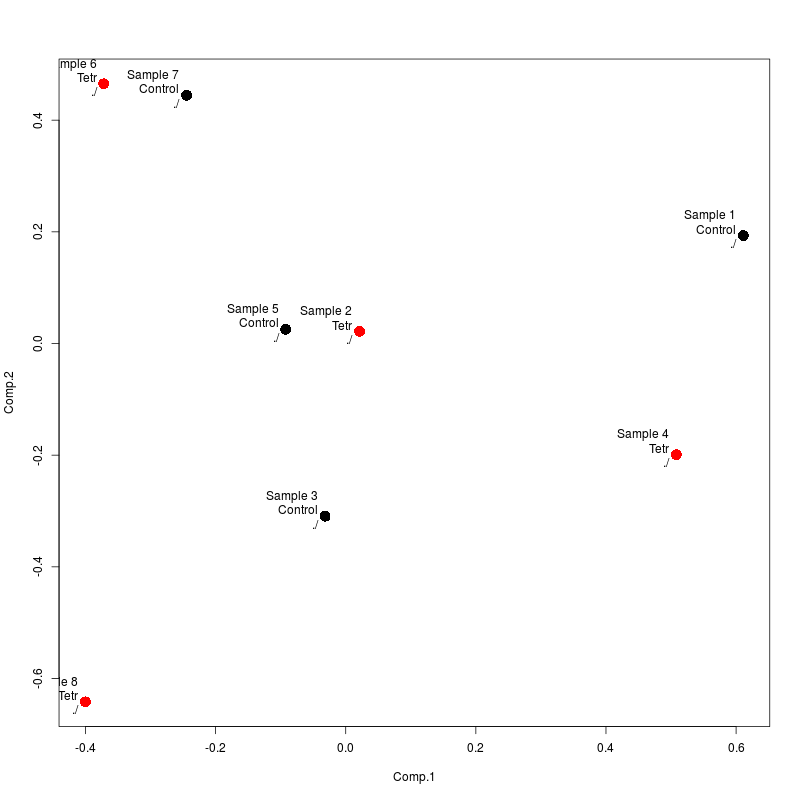 mple 6
Tetr
./
Sample 7
Control
./
Sample 1
Control
./
Sample 5
Control
./
Sample 2
Tetr
./
Sample 4
Tetr
./
Sample 3
Control
./
le 8
Tetr
./
Comp.2
0.4
0.2
0.0
-0.2
-0.4
-0.6
-0.4 -0.2 0.0 0.2 0.4 0.6
Comp.1